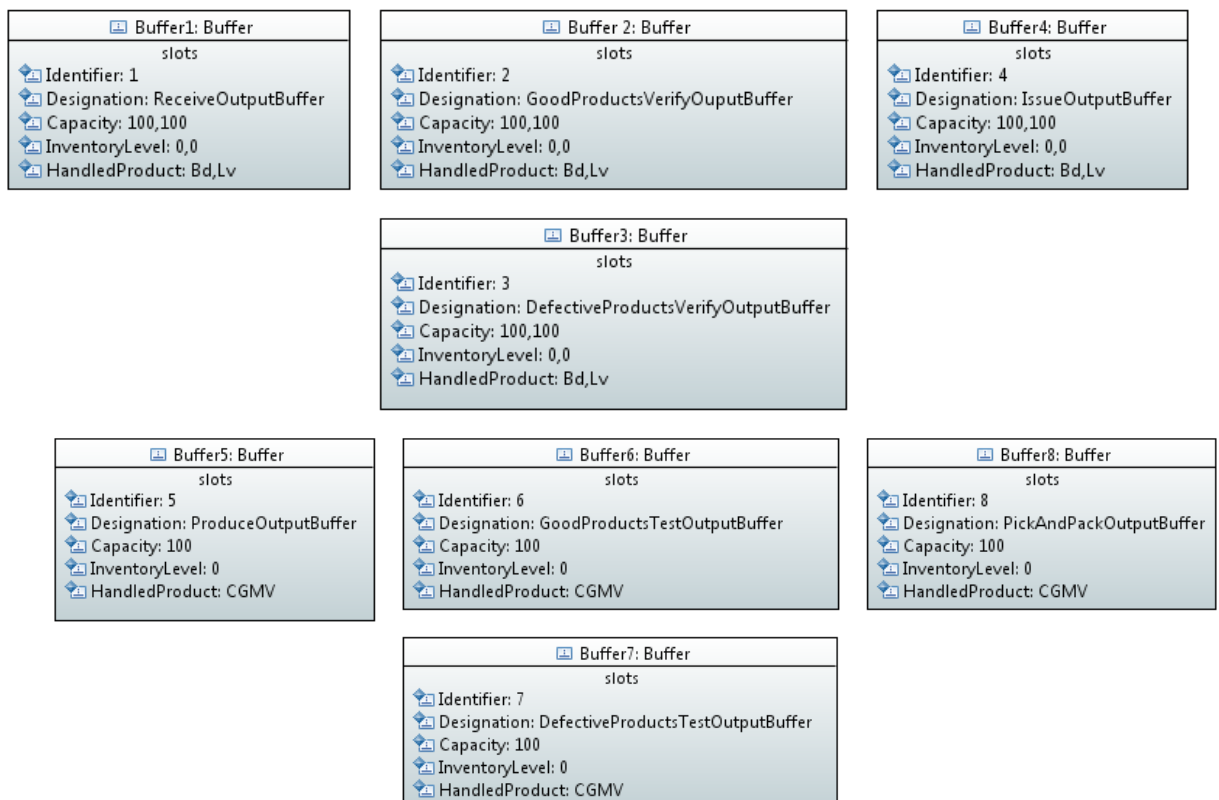 Buffer1: Buffer
slots
Identifier: 1
Designation: ReceiveOutputBuffer
Capacity: 100,100
InventoryLevel: 0,0
HandledProduct: Bd,Lv
Buffer 2: Buffer
slots
Identifier: 2
Designation: GoodProductsVerifyOuputBuffer
Capacity: 100,100
InventoryLevel: 0,0
HandledProduct: Bd,Lv
Buffer4: Buffer
slots
Identifier: 4
Designation: IssueOutputBuffer
Capacity: 100,100
InventoryLevel: 0,0
HandledProduct: Bd,Lv
Buffer3: Buffer
slots
Identifier: 3
Designation: DefectiveProductsVerifyOutputBuffer
Capacity: 100,100
InventoryLevel: 0,0
HandledProduct: Bd,Lv
Buffer5: Buffer
slots
Identifier: 5
Designation: ProduceOutputBuffer
Capacity: 100
InventoryLevel: 0
HandledProduct: CGMV
Buffer6: Buffer
slots
Identifier: 6
Designation: GoodProductsTestOutputBuffer
Capacity: 100
InventoryLevel: 0
HandledProduct: CGMV
Buffer8: Buffer
slots
Identifier: 8
Designation: PickAndPackOutputBuffer
Capacity: 100
InventoryLevel: 0
HandledProduct: CGMV
Buffer7: Buffer
slots
Identifier: 7
Designation: DefectiveProductsTestOutputBuffer
Capacity: 100
InventoryLevel: 0
HandledProduct: CGMV